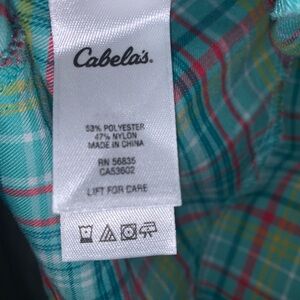 Cabela's.
53% POLYESTER
47% NYLON
MADE IN CHINA
RN 56835
CA53602
LIFT FOR CARE